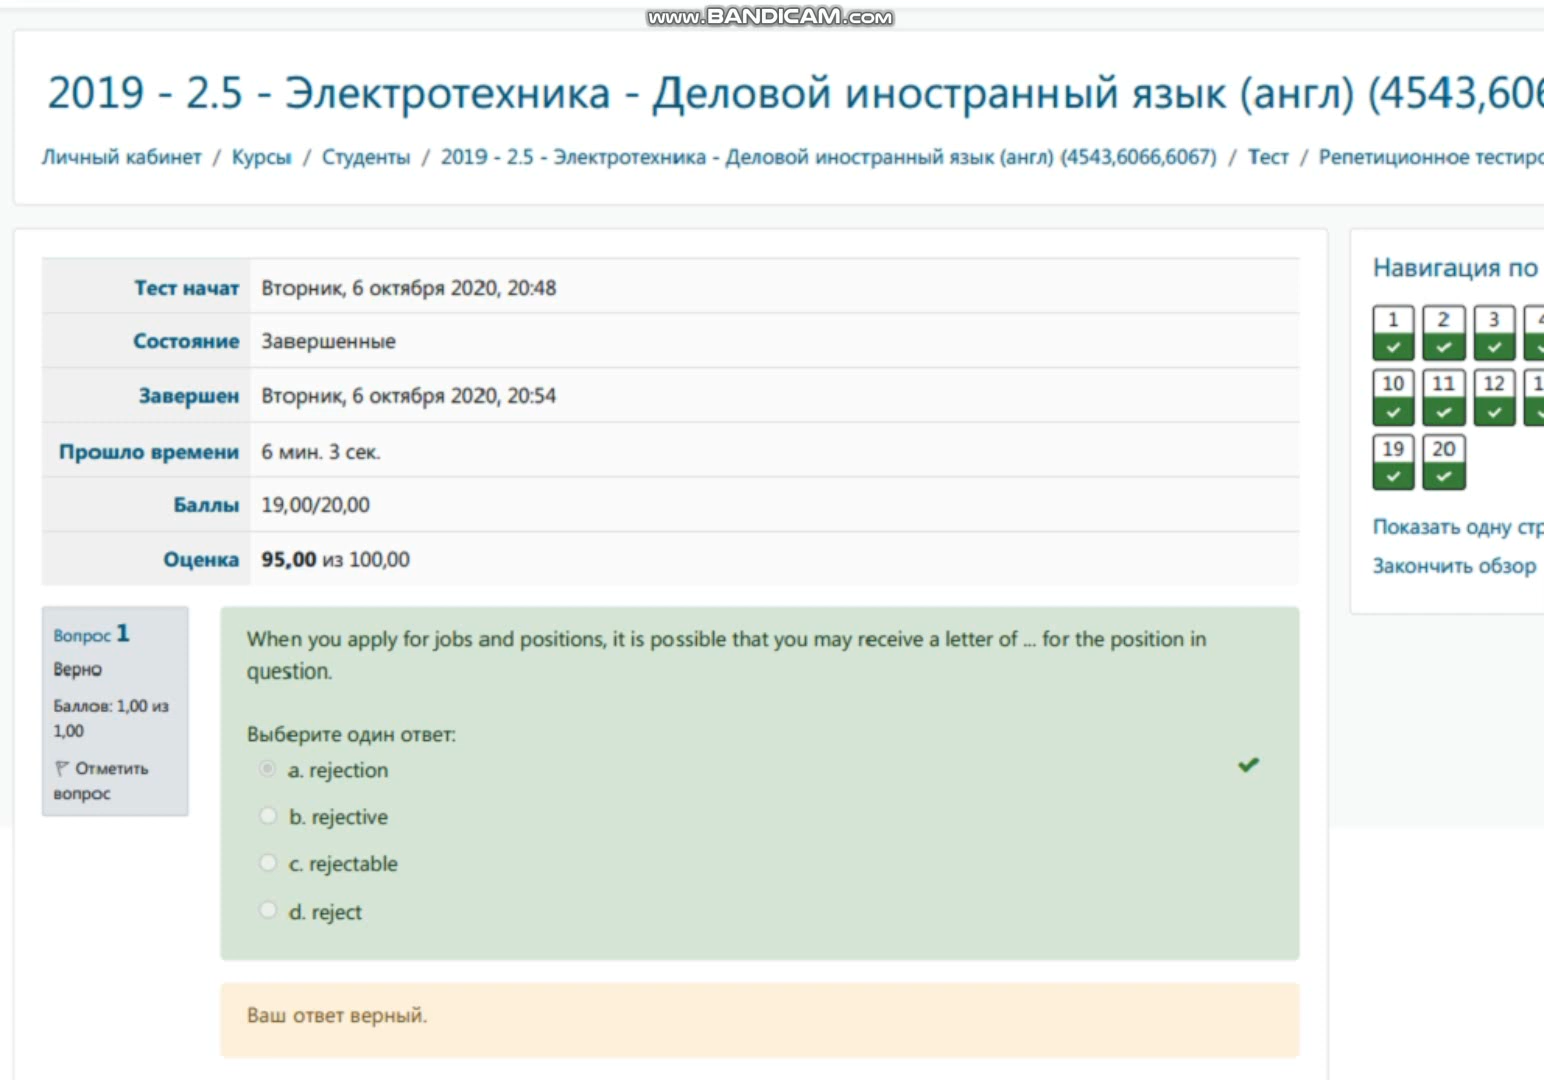 www.BANDICAM.com
2019 - 2.5 - Электротехника - Деловой иностранный язык (англ) (4543,606
Личный кабинет / Курсы / Студенты / 2019 - 2.5 - Электротехника - Деловой иностранный язык (англ) (4543,6066,6067) / Тест / Репетиционное тестиро
Тест начат Вторник, 6 октября 2020, 20:48
Состояние Завершенные
Завершен Вторник, 6 октября 2020, 20:54
Прошло времени 6 мин. 3 сек.
Баллы 19,00/20,00
Оценка 95,00 из 100,00
Вопрос 1
Верно
Баллов: 1,00 из
1,00
Отметить
вопрос
When you apply for jobs and positions, it is possible that you may receive a letter of ... for the position in
question.
Выберите один ответ:
a. rejection
b. rejective
c. rejectable
d. reject
Ваш ответ верный.
Навигация по
1 2 3 4
10 11 12 1
19 20
Показать одну стр
Закончить обзор